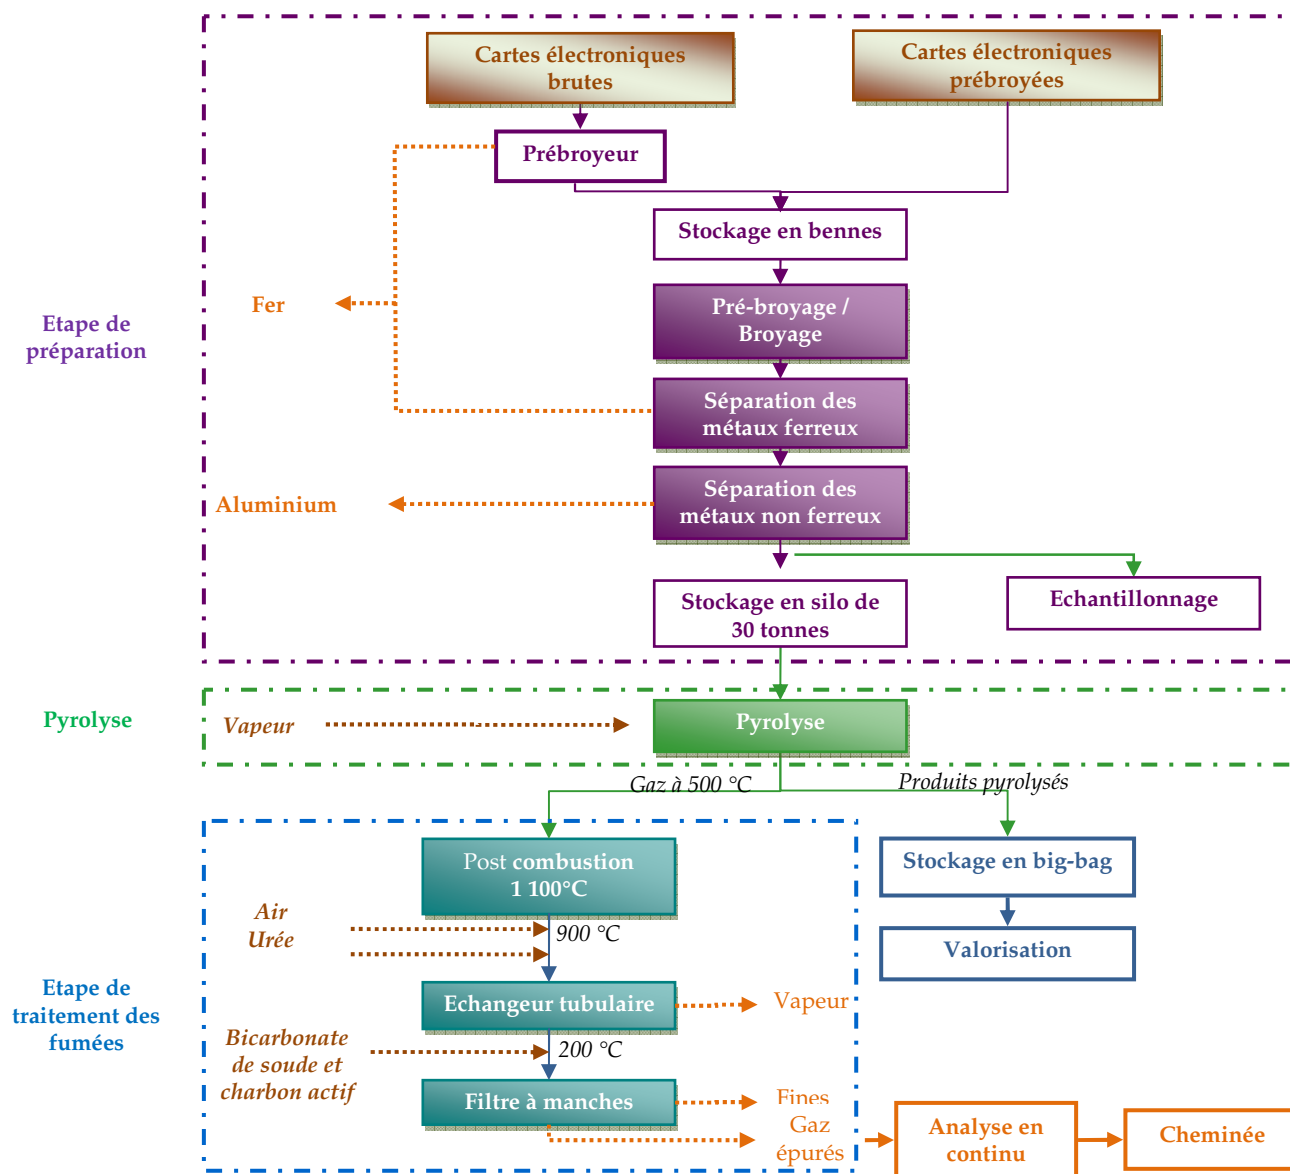 Cartes électroniques
brutes
Cartes électroniques
prébroyées
Prébroyeur
Stockage en bennes
Fer
Pré-broyage /
Broyage
Etape de
préparation
Séparation des
métaux ferreux
Aluminium
Séparation des
métaux non ferreux
Stockage en silo de
30 tonnes
Echantillonnage
Pyrolyse
Vapeur
Pyrolyse
Gaz à 500 °C
Produits pyrolysés
Post combustion
1 100°C
Stockage en big-bag
Air
Urée
900 °C
Valorisation
Etape de
traitement des
fumées
Echangeur tubulaire
Vapeur
Bicarbonate
de soude et
charbon actif
200 °C
Filtre à manches
Fines
Gaz
épurés
Analyse en
continu
Cheminée